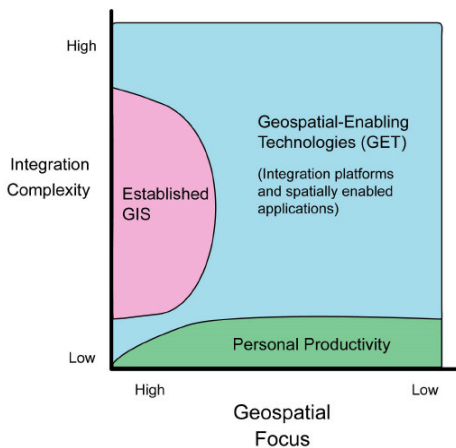 High
Integration
Complexity
Low
Geospatial-Enabling
Technologies (GET)
(Integration platforms
and spatially enabled
applications)
Established
GIS
Personal Productivity
High
Low
Geospatial
Focus